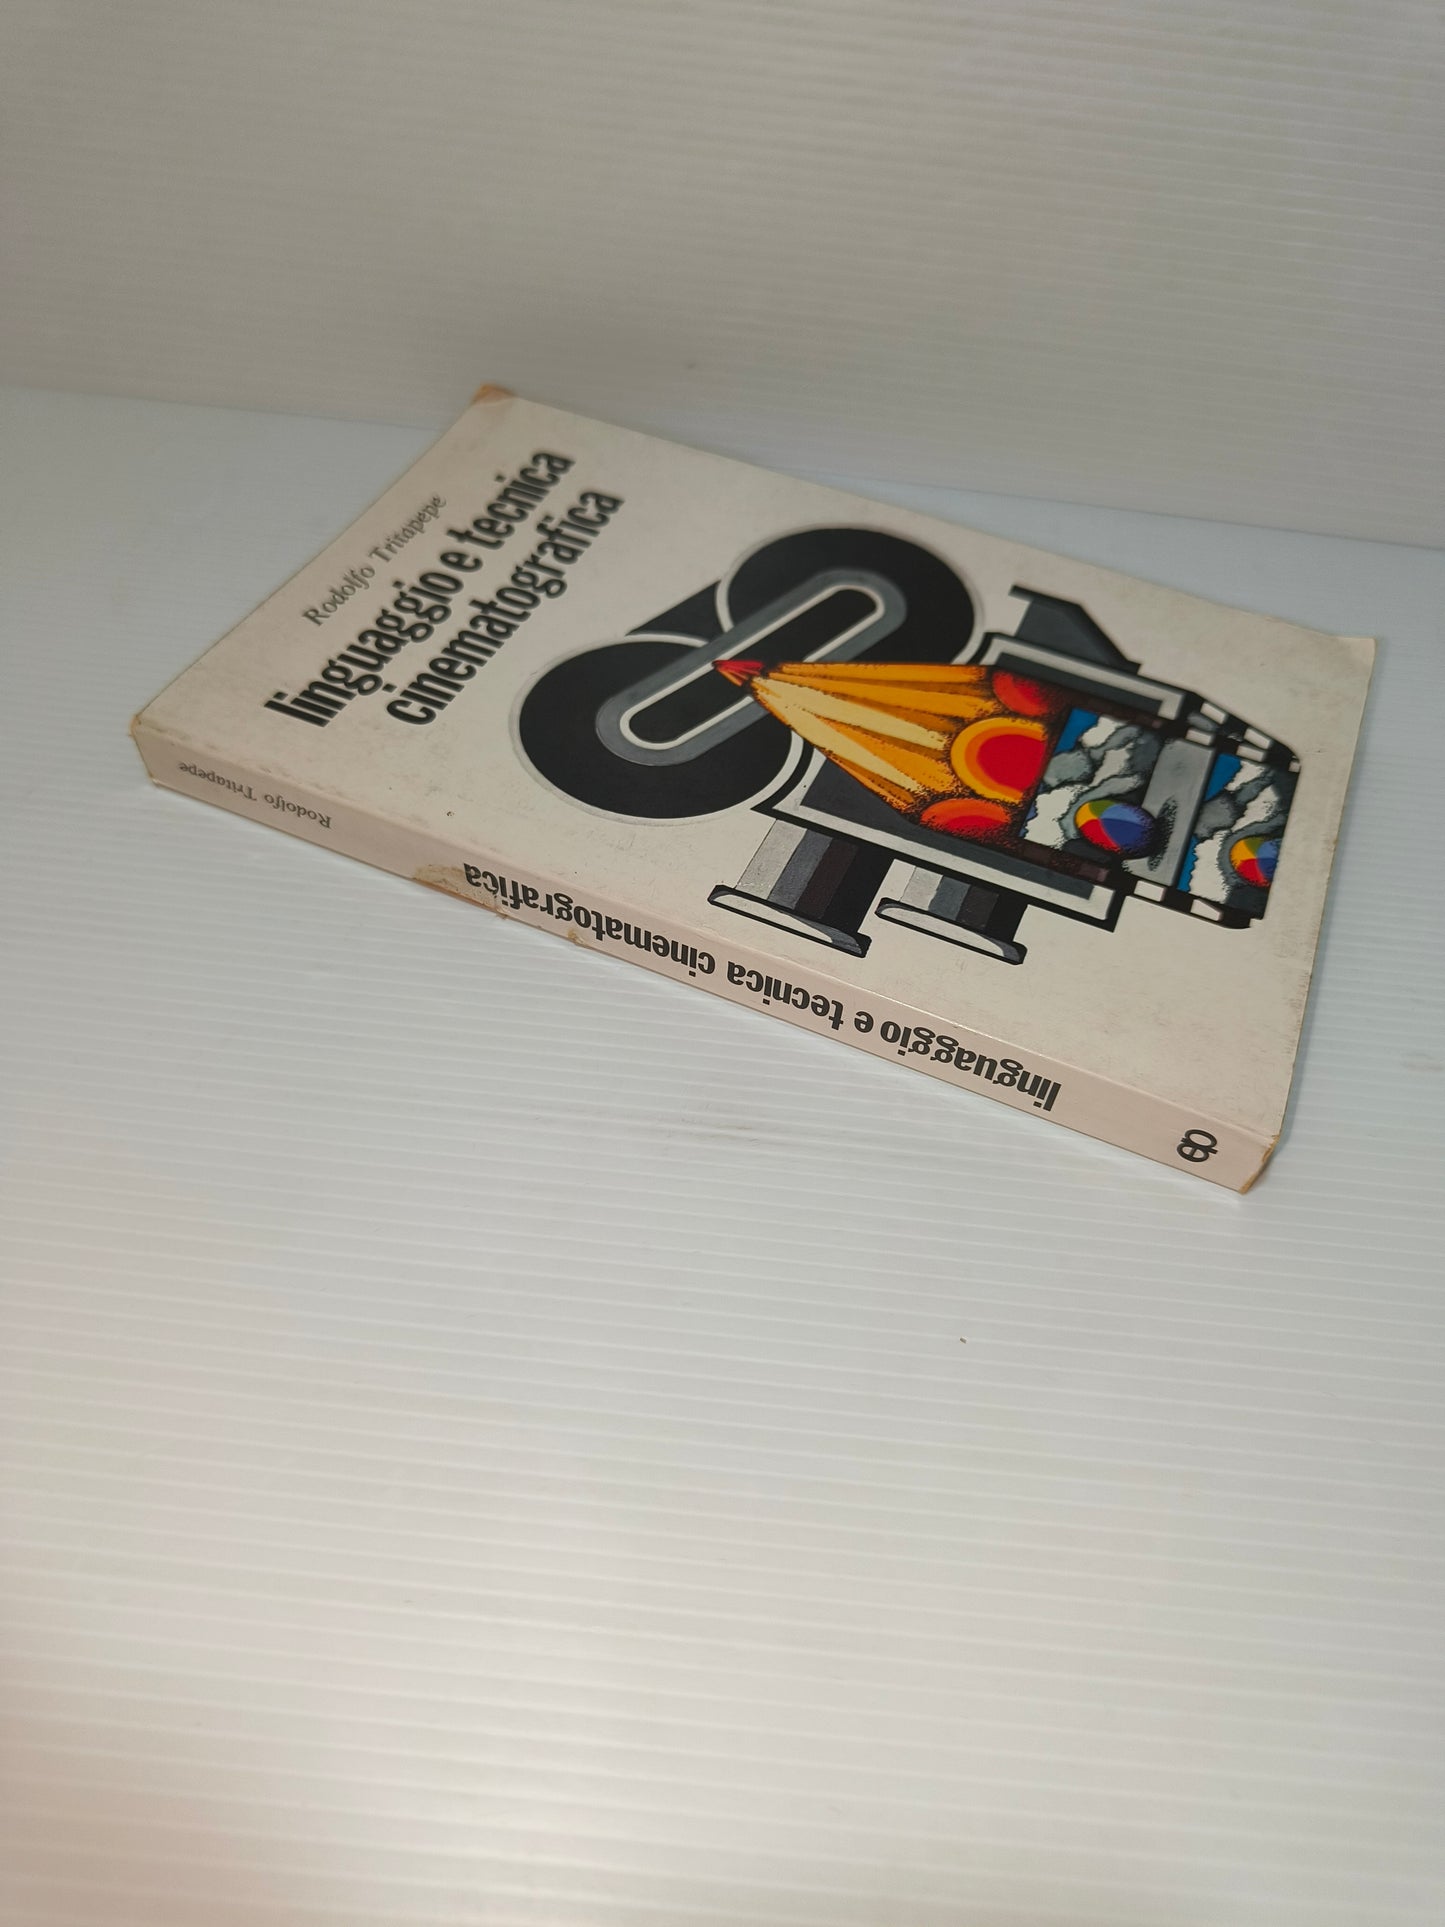 Rodolfo Tritapepe
linguaggio e tecnica
cinematografica
Rodolfo Tritapepe
linguaggio e tecnica cinematografica